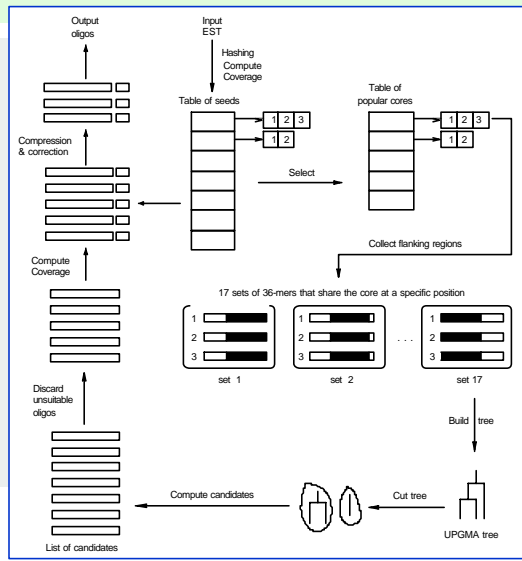 Output
oligos
Input
EST
Hashing
Compute
Coverage
Table of seeds
Table of
popular cores
1 2 3
1 2
1 2 3
1 2
Compression
& correction
Select
Collect flanking regions
Compute
Coverage
17 sets of 36-mers that share the core at a specific position
1
2
3
set 1
1
2
3
set 2
. . .
1
2
3
set 17
Discard
unsuitable
oligos
Build tree
Compute candidates
Cut tree
UPGMA tree
List of candidates